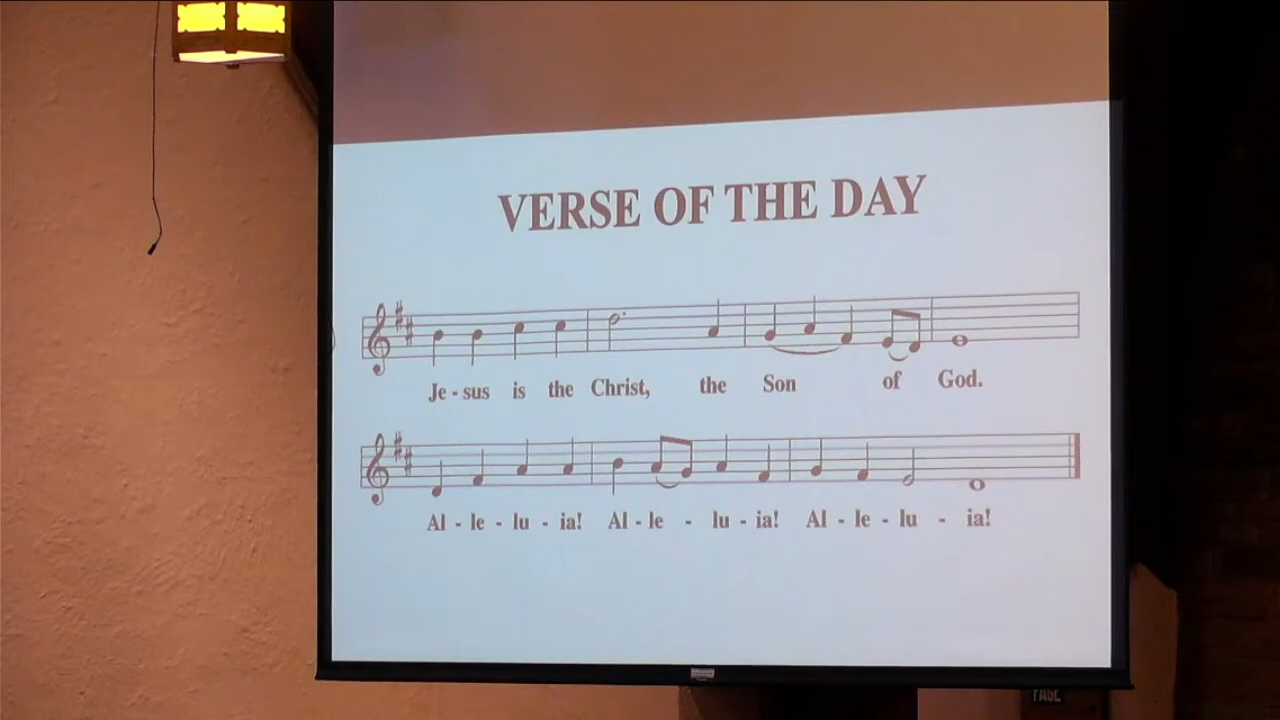 VERSE OF THE DAY
Je - sus is the Christ, the Son of God.
Al - le - lu - ia! Al - le - lu - ia! Al - le - lu - ia!
PAGE